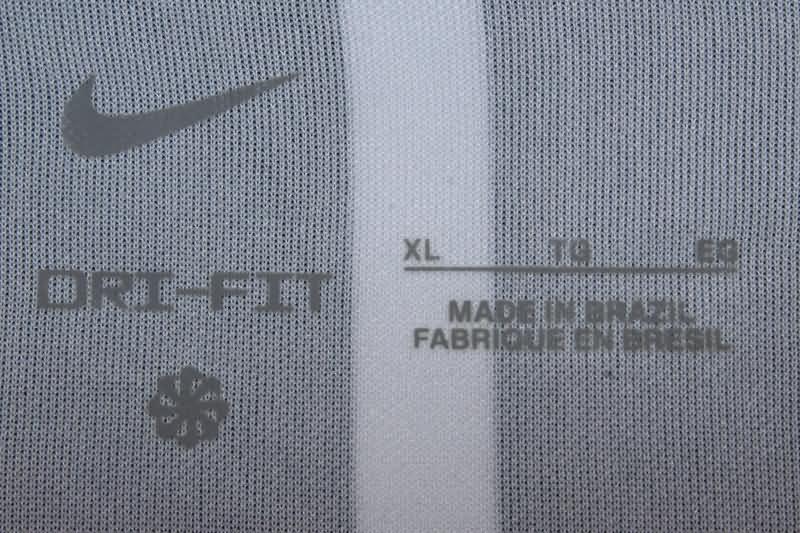 DRI-FIT
XL TG EG
MADE IN BRAZIL
FABRIQUE EN BRESIL